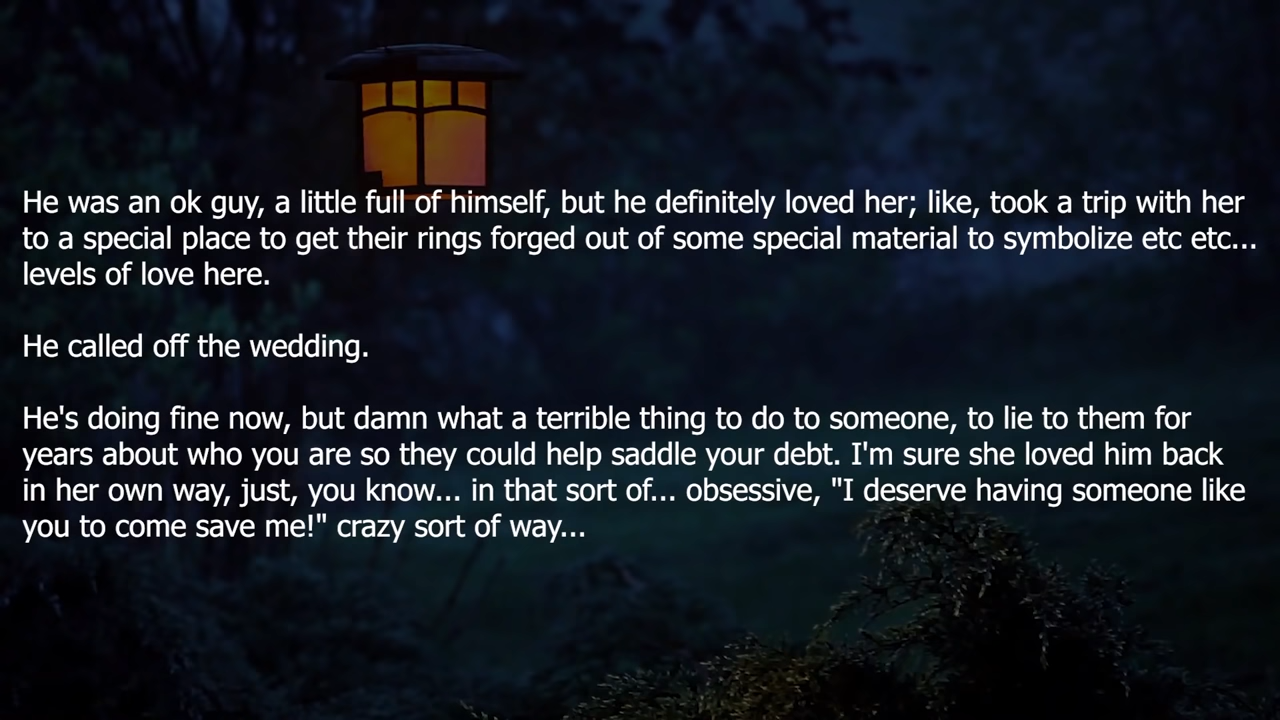 He was an ok guy, a little full of himself, but he definitely loved her; like, took a trip with her
to a special place to get their rings forged out of some special material to symbolize etc etc...
levels of love here.
He called off the wedding.
He's doing fine now, but damn what a terrible thing to do to someone, to lie to them for
years about who you are so they could help saddle your debt. I'm sure she loved him back
in her own way, just, you know... in that sort of... obsessive, "I deserve having someone like
you to come save me!" crazy sort of way...